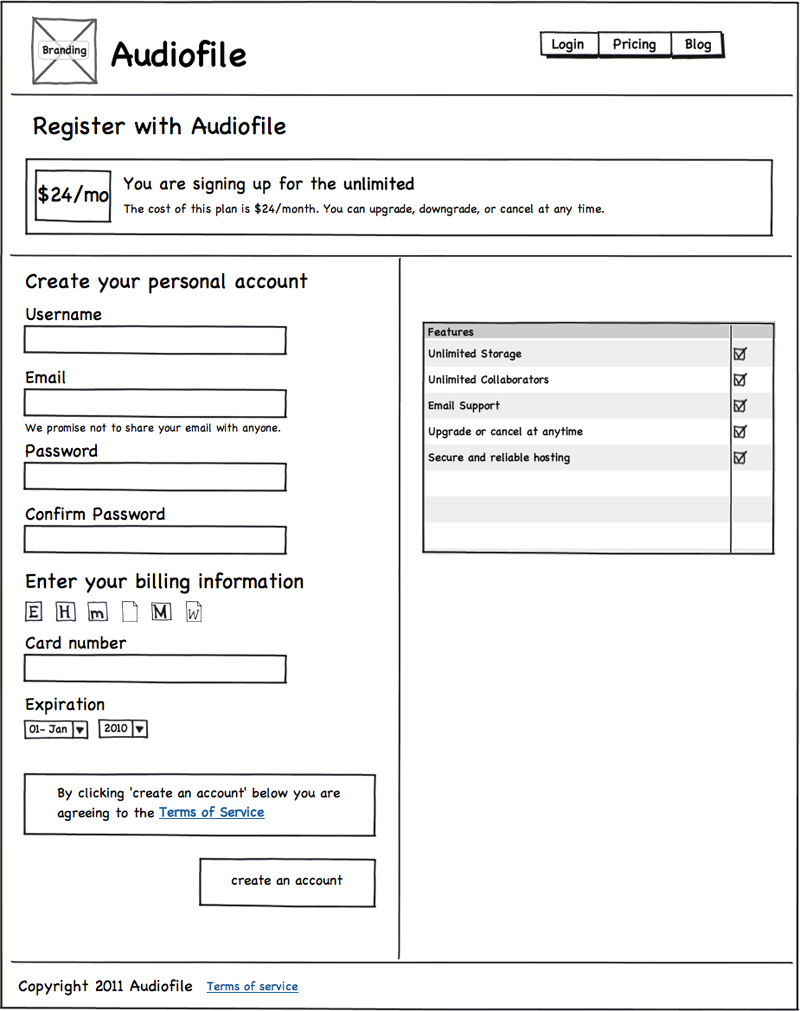 Branding
Audiofile
Login Pricing Blog
Register with Audiofile
$24/mo
You are signing up for the unlimited
The cost of this plan is $24/month. You can upgrade, downgrade, or cancel at any time.
Create your personal account
Username
Email
We promise not to share your email with anyone.
Password
Confirm Password
Enter your billing information
E H m M W
Card number
Expiration
01- Jan 2010
By clicking 'create an account' below you are
agreeing to the Terms of Service
create an account
Features
Unlimited Storage
Unlimited Collaborators
Email Support
Upgrade or cancel at anytime
Secure and reliable hosting
Copyright 2011 Audiofile Terms of service